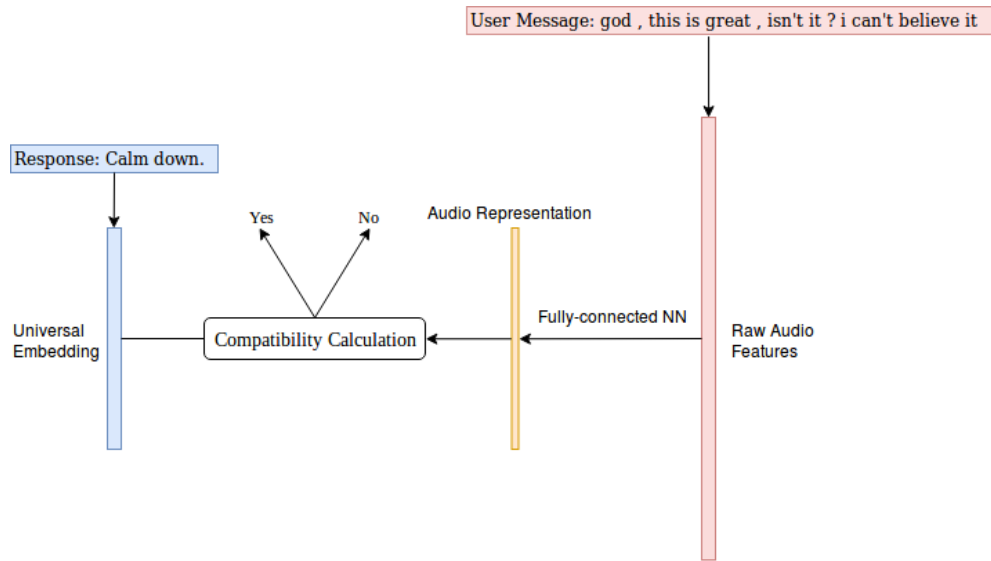 User Message: god , this is great , isn't it ? i can't believe it
Response: Calm down.
Yes
No
Audio Representation
Universal
Embedding
Compatibility Calculation
Fully-connected NN
Raw Audio
Features